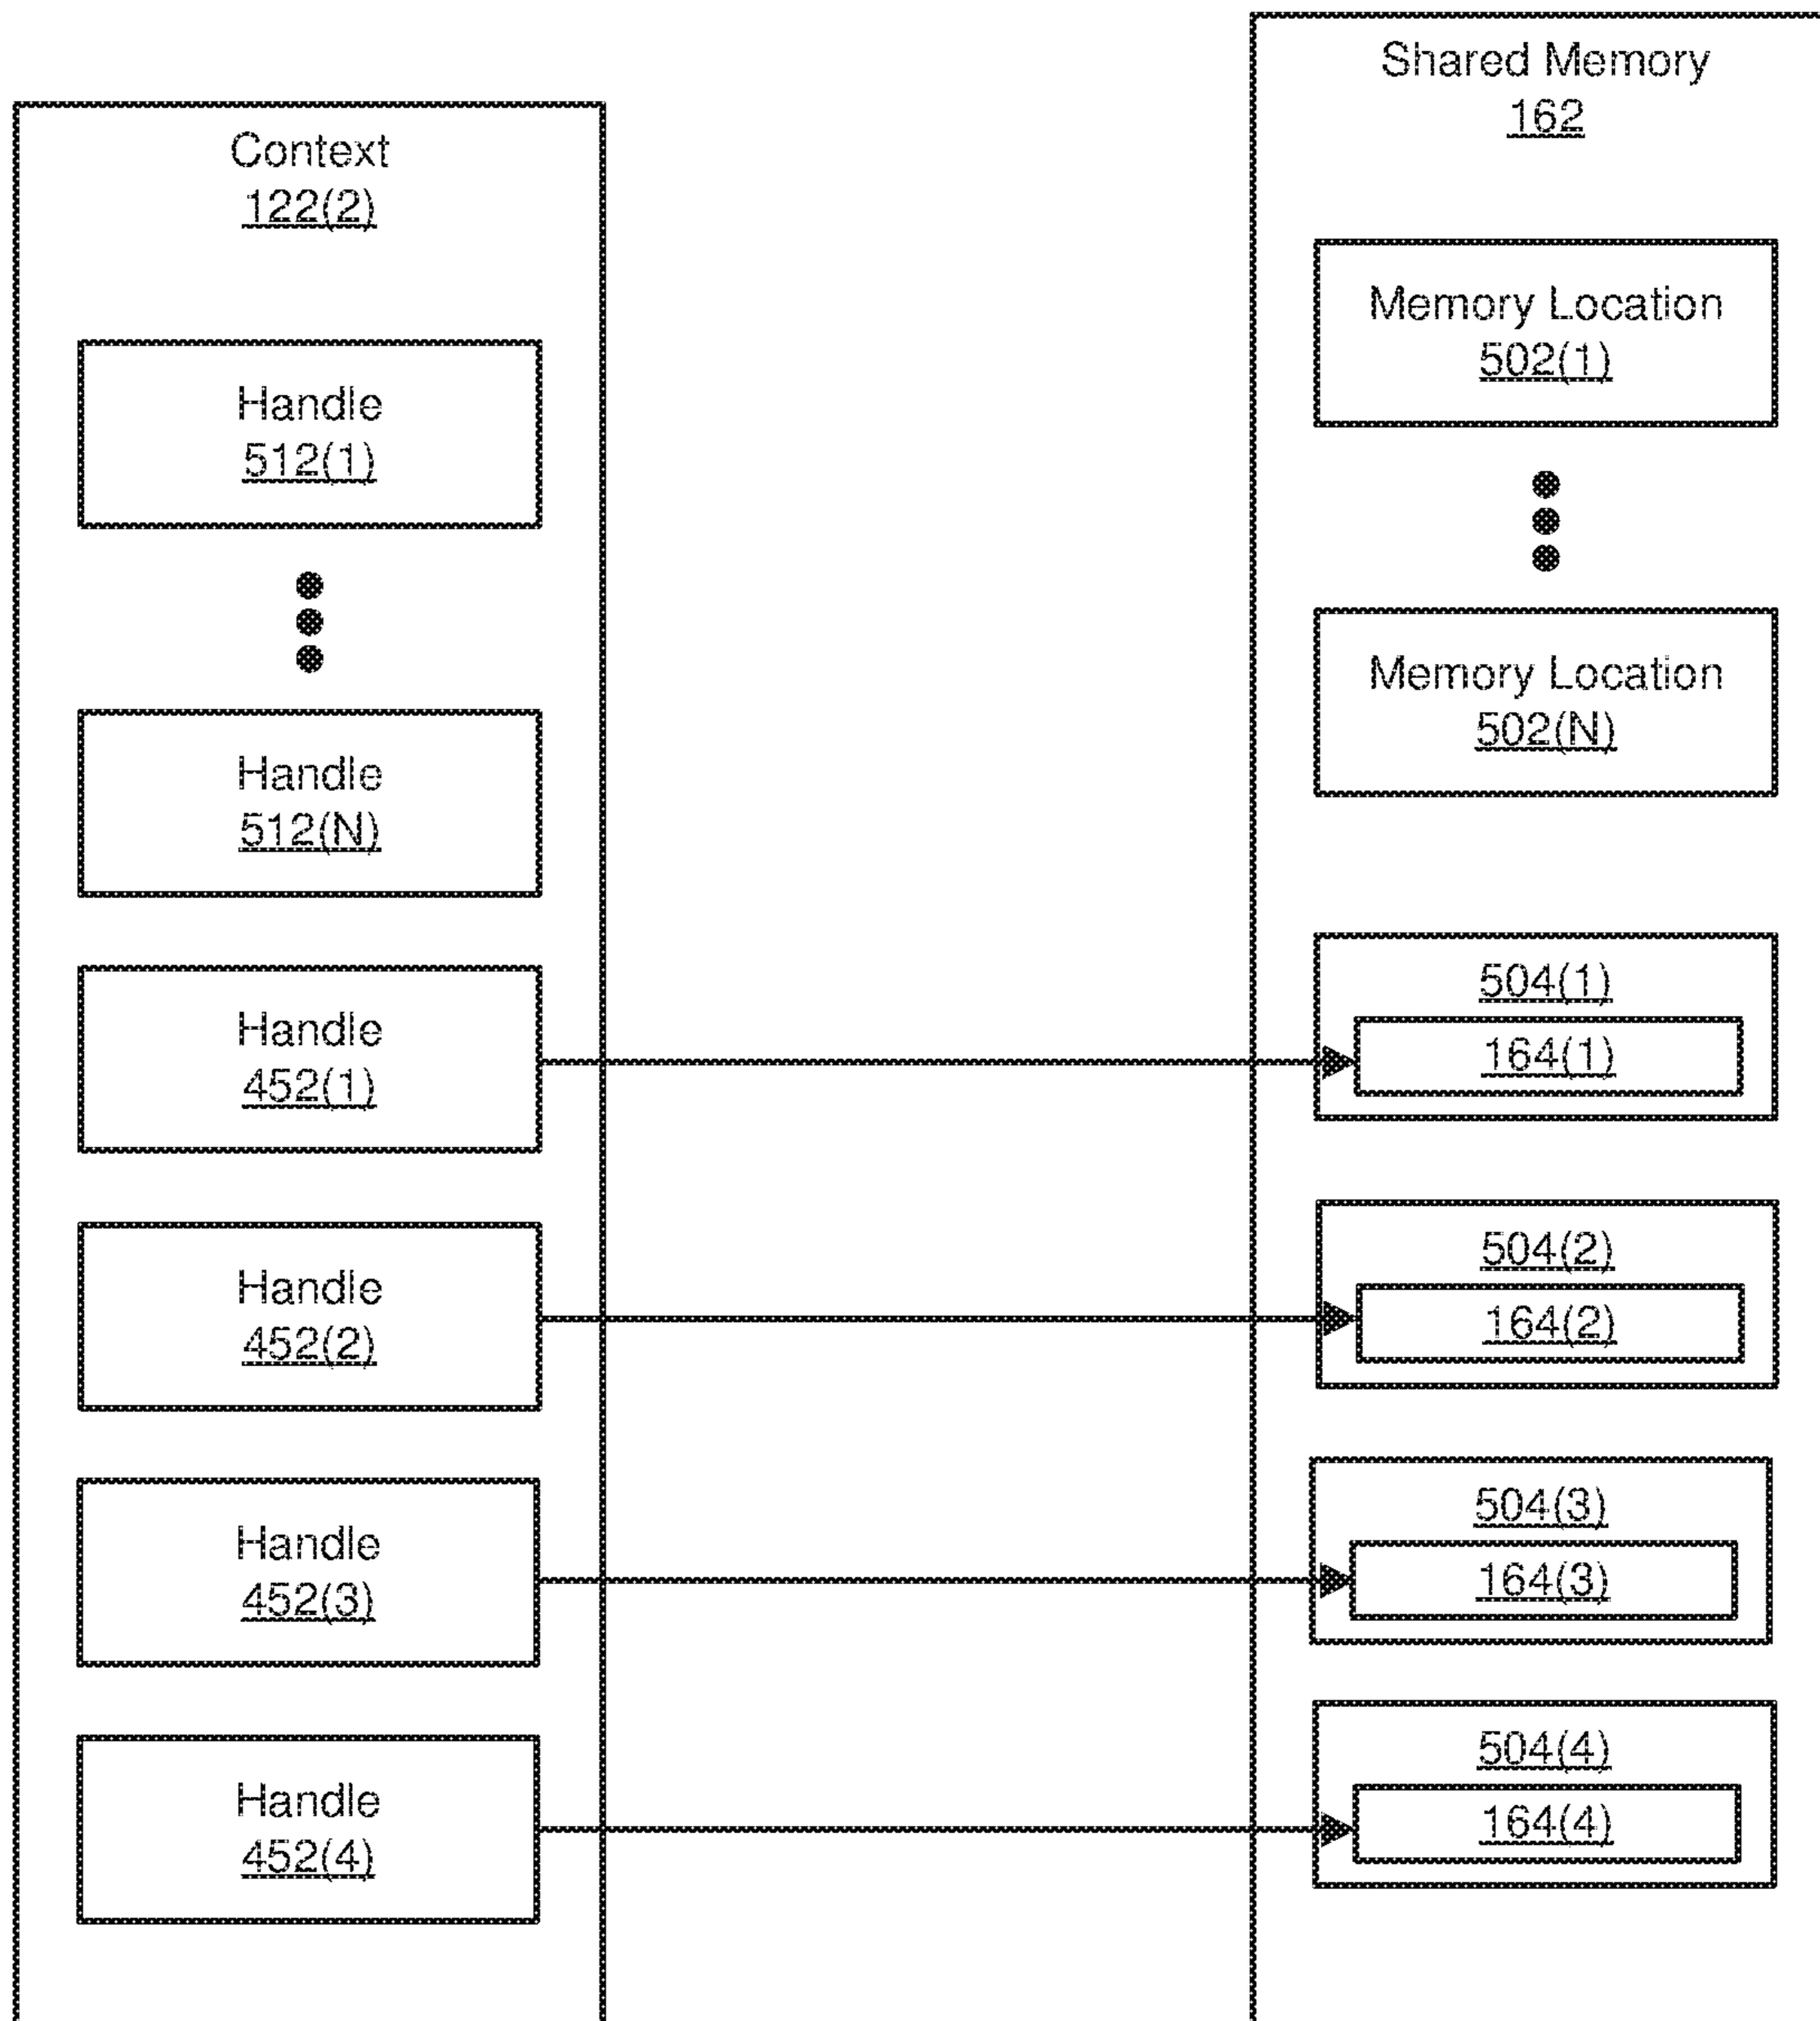 Context
122(2)
Handle
512(1)
Handle
512(N)
Handle
452(1)
Handle
452(2)
Handle
452(3)
Handle
452(4)
Shared Memory
162
Memory Location
502(1)
Memory Location
502(N)
504(1)
164(1)
504(2)
164(2)
504(3)
164(3)
504(4)
164(4)